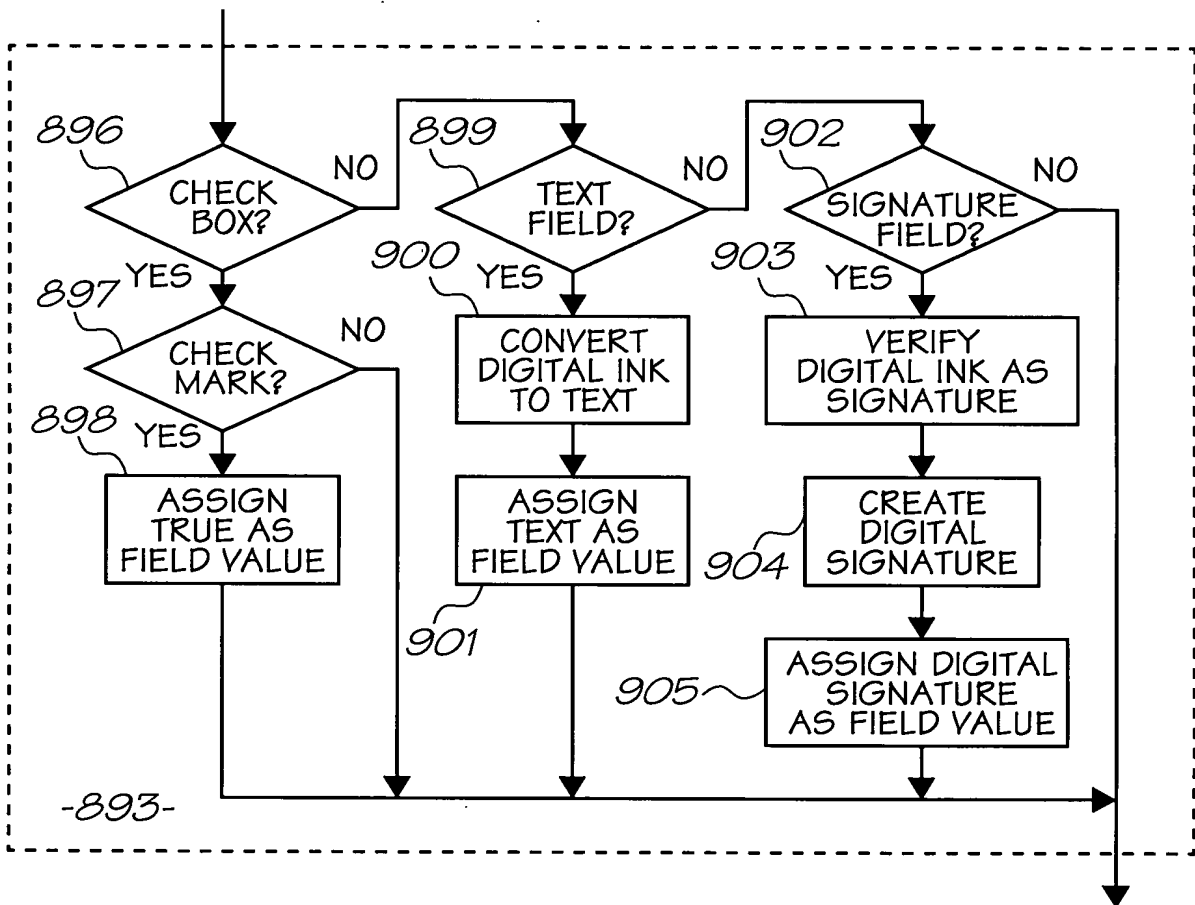 896
CHECK
BOX?
NO
YES
897
CHECK
MARK?
NO
898
YES
ASSIGN
TRUE AS
FIELD VALUE
899
TEXT
FIELD?
NO
900
YES
CONVERT
DIGITAL INK
TO TEXT
ASSIGN
TEXT AS
FIELD VALUE
901
902
SIGNATURE
FIELD?
NO
903
YES
VERIFY
DIGITAL INK AS
SIGNATURE
CREATE
DIGITAL
SIGNATURE
904
ASSIGN DIGITAL
SIGNATURE
AS FIELD VALUE
905
-893-